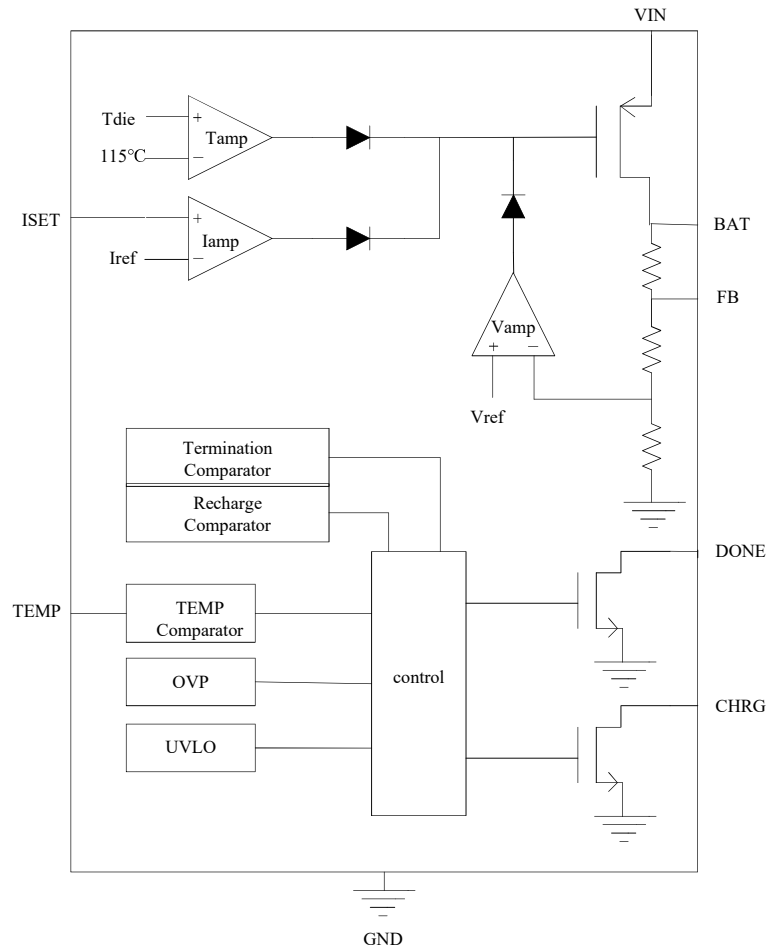 VIN
Tdie
+
Tamp
115℃
−
ISET
+
Iamp
Iref
−
BAT
FB
Vamp
+ −
Vref
Termination
Comparator
Recharge
Comparator
DONE
TEMP
TEMP
Comparator
control
OVP
CHRG
UVLO
GND